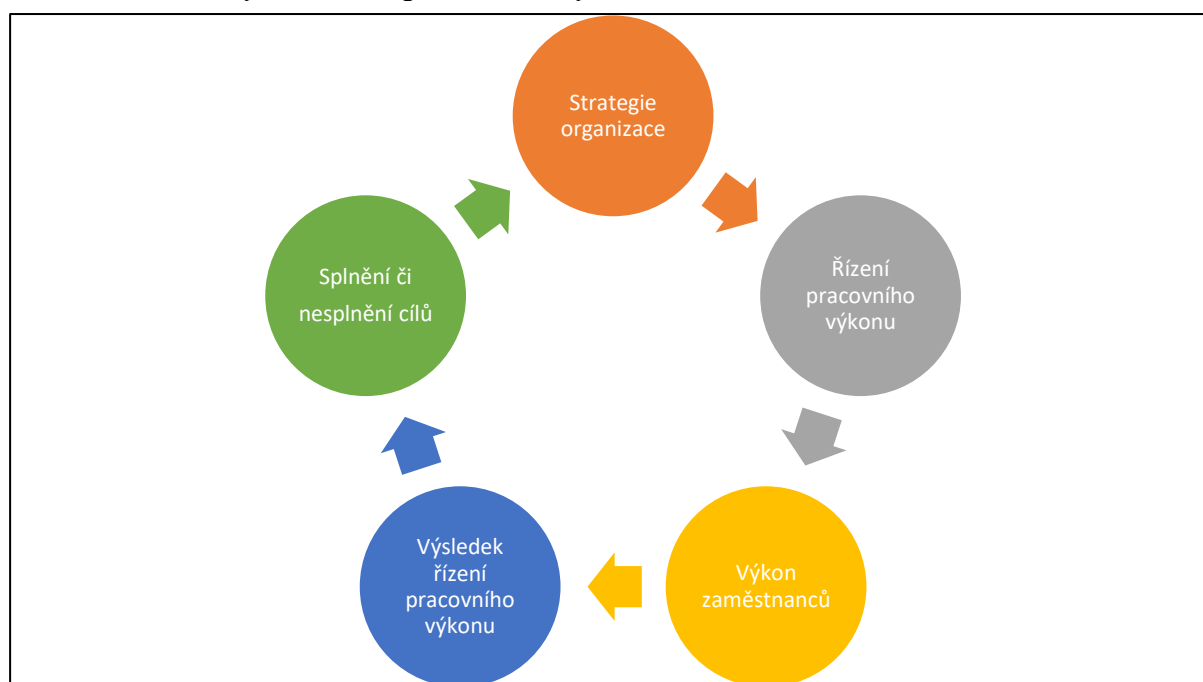 Strategie
organizace
Řízení
pracovního
výkonu
Výkon
zaměstnanců
Výsledek
řízení
pracovního
výkonu
Splnění či
nesplnění cílů